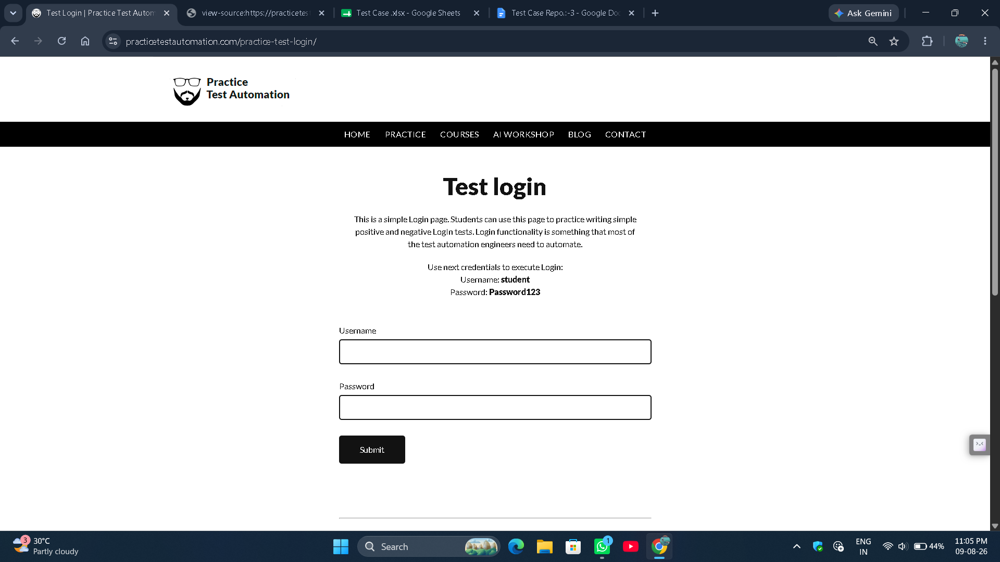 Test Login | Practice Test Autom
view-source:https://practicetes
Test Case .xlsx - Google Sheets
Test Case Repo.:-3 - Google Doc
Ask Gemini
practicetestautomation.com/practice-test-login/
Practice
Test Automation
HOME PRACTICE COURSES AI WORKSHOP BLOG CONTACT
Test login
This is a simple Login page. Students can use this page to practice writing simple
positive and negative LogIn tests. Login functionality is something that most of
the test automation engineers need to automate.
Use next credentials to execute Login:
Username: student
Password: Password123
Username
Password
Submit
3
30°C
Partly cloudy
Search
1
ENG
IN
44%
11:05 PM
09-08-26